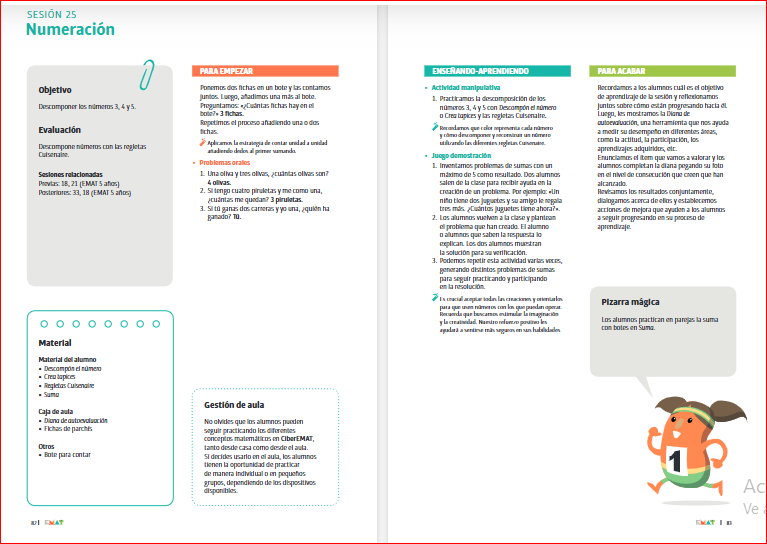 SESIÓN 25
Numeración
Objetivo
Descomponer los números 3, 4 y 5.
Evaluación
Descompone números con las regletas
Cuisenaire.
Sesiones relacionadas
Previas: 18, 21 (EMAT 5 años)
Posteriores: 33, 18 (EMAT 5 años)
Material
Material del alumno
• Descompón el número
• Crea tapices
• Regletas Cuisenaire
• Suma
Caja de aula
• Diana de autoevaluación
• Fichas de parchís
Otros
• Bote para contar
PARA EMPEZAR
Ponemos dos fichas en un bote y las contamos
juntos. Luego, añadimos una más al bote.
Preguntamos: «¿Cuántas fichas hay en el
bote?» 3 fichas.
Repetimos el proceso añadiendo una o dos
fichas.
Aplicamos la estrategia de contar unidad a unidad
añadiendo dedos al primer sumando.
• Problemas orales
1. Una oliva y tres olivas, ¿cuántas olivas son?
4 olivas.
2. Si tengo cuatro piruletas y me como una,
¿cuántas me quedan? 3 piruletas.
3. Si tú ganas dos carreras y yo una, ¿quién ha
ganado? Tú.
Gestión de aula
No olvides que los alumnos pueden
seguir practicando los diferentes
conceptos matemáticos en CiberEMAT,
tanto desde casa como desde el aula.
Si decides usarlo en el aula, los alumnos
tienen la oportunidad de practicar
de manera individual o en pequeños
grupos, dependiendo de los dispositivos
disponibles.
82 | EMAT
ENSEÑANDO-APRENDIENDO
• Actividad manipulativa
1. Practicamos la descomposición de los
números 3, 4 y 5 con Descompón el número
o Crea tapices y las regletas Cuisenaire.
Recordamos que color representa cada número
y cómo descomponer y reconstruir un número
utilizando las diferentes regletas Cuisenaire.
• Juego demostración
1. Inventamos problemas de sumas con un
máximo de 5 como resultado. Dos alumnos
salen de la clase para recibir ayuda en la
creación de un problema. Por ejemplo: «Un
niño tiene dos juguetes y su amigo le regala
tres más. ¿Cuántos juguetes tiene ahora?».
2. Los alumnos vuelven a la clase y plantean
el problema que han creado. El alumno
o alumnos que saben la respuesta lo
explican. Los dos alumnos muestran
la solución para su verificación.
3. Podemos repetir esta actividad varias veces,
generando distintos problemas de sumas
para seguir practicando y participando
en la resolución.
Es crucial aceptar todas las creaciones y orientarlos
para que usen números con los que puedan operar.
Recuerda que buscamos estimular la imaginación
y la creatividad. Nuestro refuerzo positivo les
ayudará a sentirse más seguros en sus habilidades
PARA ACABAR
Recordamos a los alumnos cuál es el objetivo
de aprendizaje de la sesión y reflexionamos
juntos sobre cómo están progresando hacia él.
Luego, les mostramos la Diana de
autoevaluación, una herramienta que nos ayuda
a medir su desempeño en diferentes áreas,
como la actitud, la participación, los
aprendizajes adquiridos, etc.
Enunciamos el ítem que vamos a valorar y los
alumnos completan la diana pegando su foto
en el nivel de consecución que creen que han
alcanzado.
Revisamos los resultados conjuntamente,
dialogamos acerca de ellos y establecemos
acciones de mejora que ayuden a los alumnos
a seguir progresando en su proceso de
aprendizaje.
Pizarra mágica
Los alumnos practican en parejas la suma
con botes en Suma.
1
Ac
Ve a
EMAT | 83